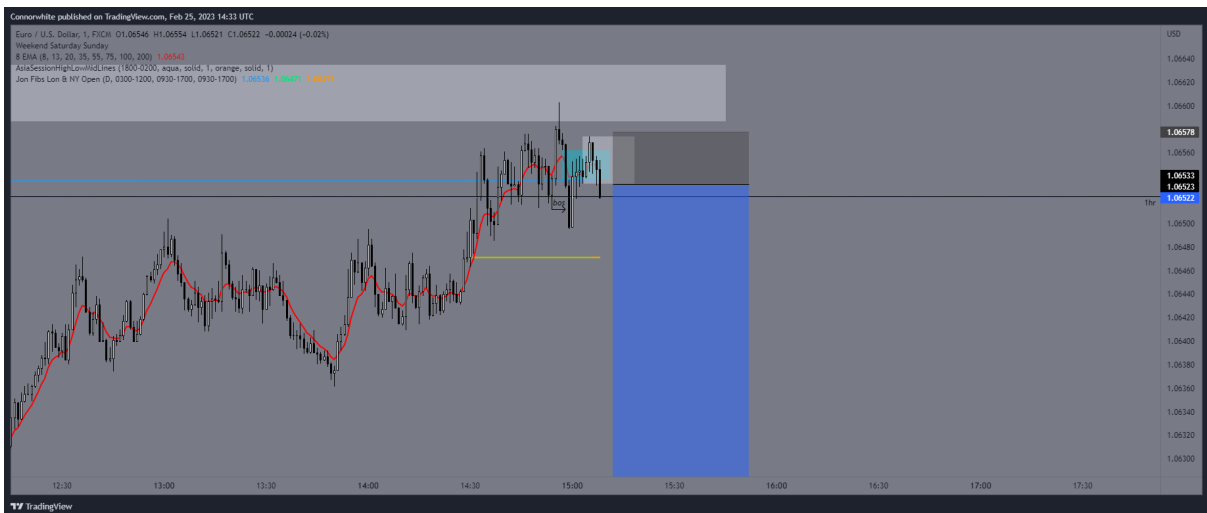 Connorwhite published on TradingView.com, Feb 25, 2023 14:33 UTC
Euro / U.S. Dollar, 1, FXCM O1.06546 H1.06554 L1.06521 C1.06522 −0.00024 (−0.02%)
Weekend Saturday Sunday
8 EMA (8, 13, 20, 35, 55, 75, 100, 200) 1.06543
AsiaSessionHighLowMidLines (1800-0200, aqua, solid, 1, orange, solid, 1)
Jon Fibs Lon & NY Open (D, 0300-1200, 0930-1700, 0930-1700) 1.06536 1.06471 1.06471
USD
1.06640
1.06620
1.06600
1.06578
1.06560
1.06533
1.06523
1.06522
1hr
bos
1.06500
1.06480
1.06460
1.06440
1.06420
1.06400
1.06380
1.06360
1.06340
1.06320
1.06300
12:30 13:00 13:30 14:00 14:30 15:00 15:30 16:00 16:30 17:00 17:30
TradingView